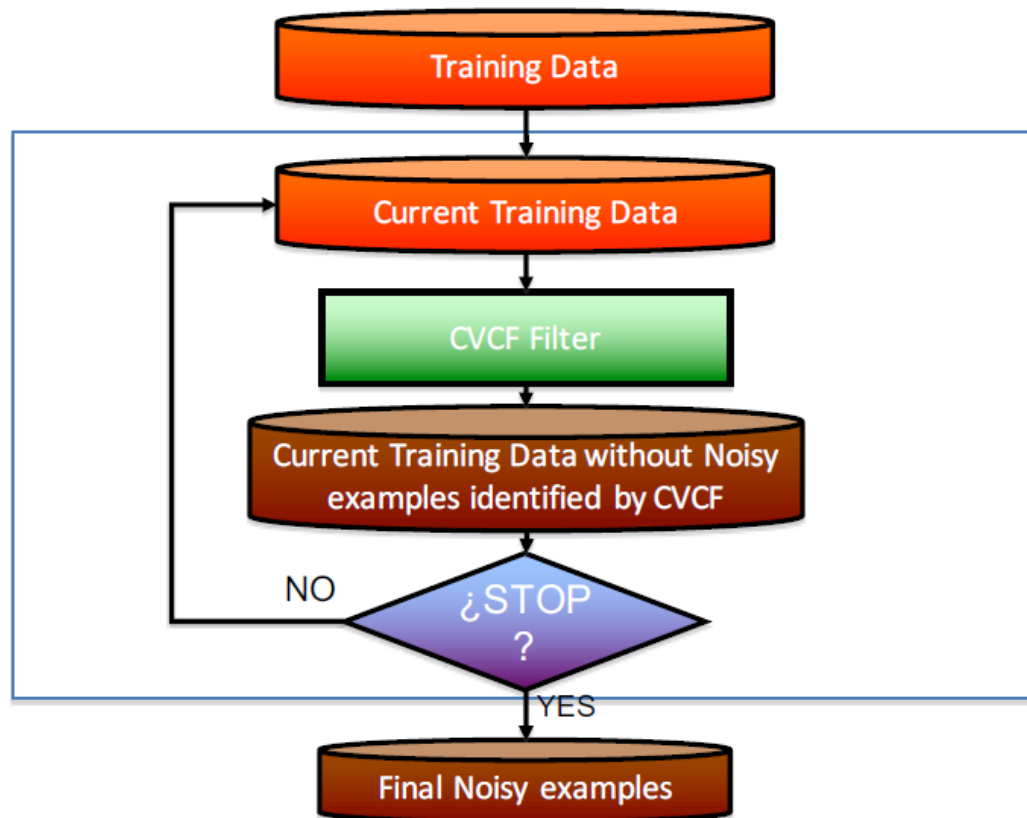 Training Data
Current Training Data
CVCF Filter
Current Training Data without Noisy
examples identified by CVCF
NO
¿STOP
?
YES
Final Noisy examples